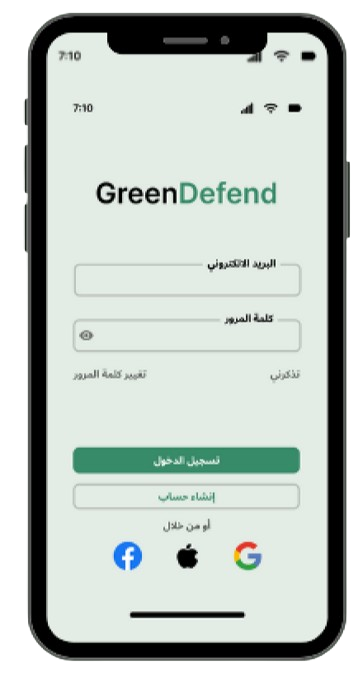 7:10
7:10
GreenDefend
البريد الالكتروني
كلمة المرور
تذكرني تغيير كلمة المرور
تسجيل الدخول
إنشاء حساب
أو من خلال